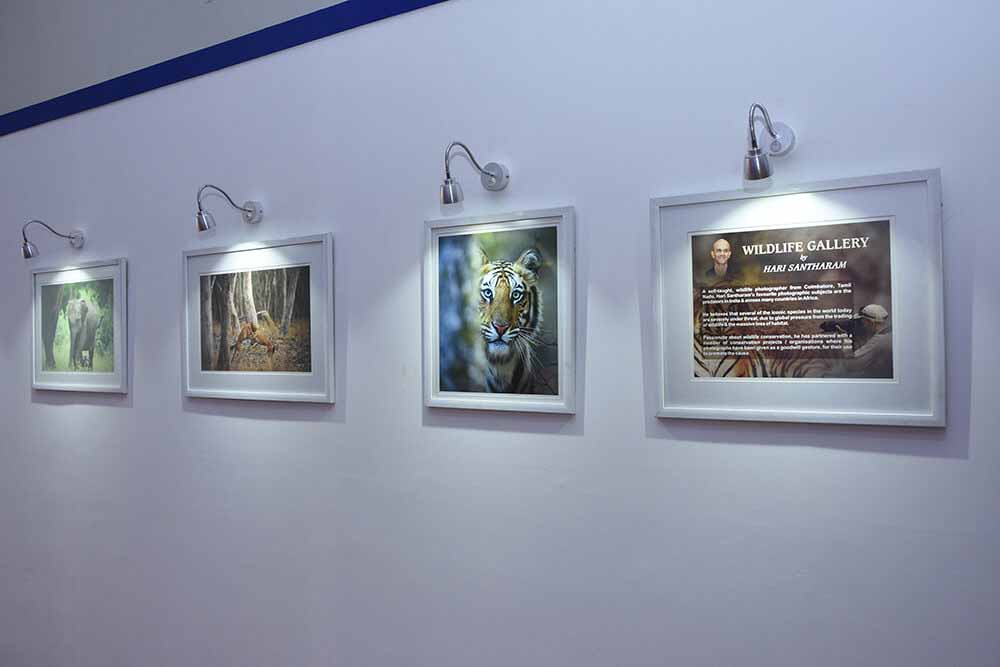 WILDLIFE GALLERY
by
HARI SANTHARAM
A self-taught, wildlife photographer from Coimbatore, Tamil
Nadu, Hari Santharam's favourite photographic subjects are the
predators in India & across many countries in Africa.
He believes that several of the iconic species in the world today
are severely under threat, due to global pressure from the trading
of wildlife & the massive loss of habitat.
Passionate about wildlife conservation, he has partnered with a
number of conservation projects / organisations where his
photographs have been given as a goodwill gesture, for their use
to promote the cause.